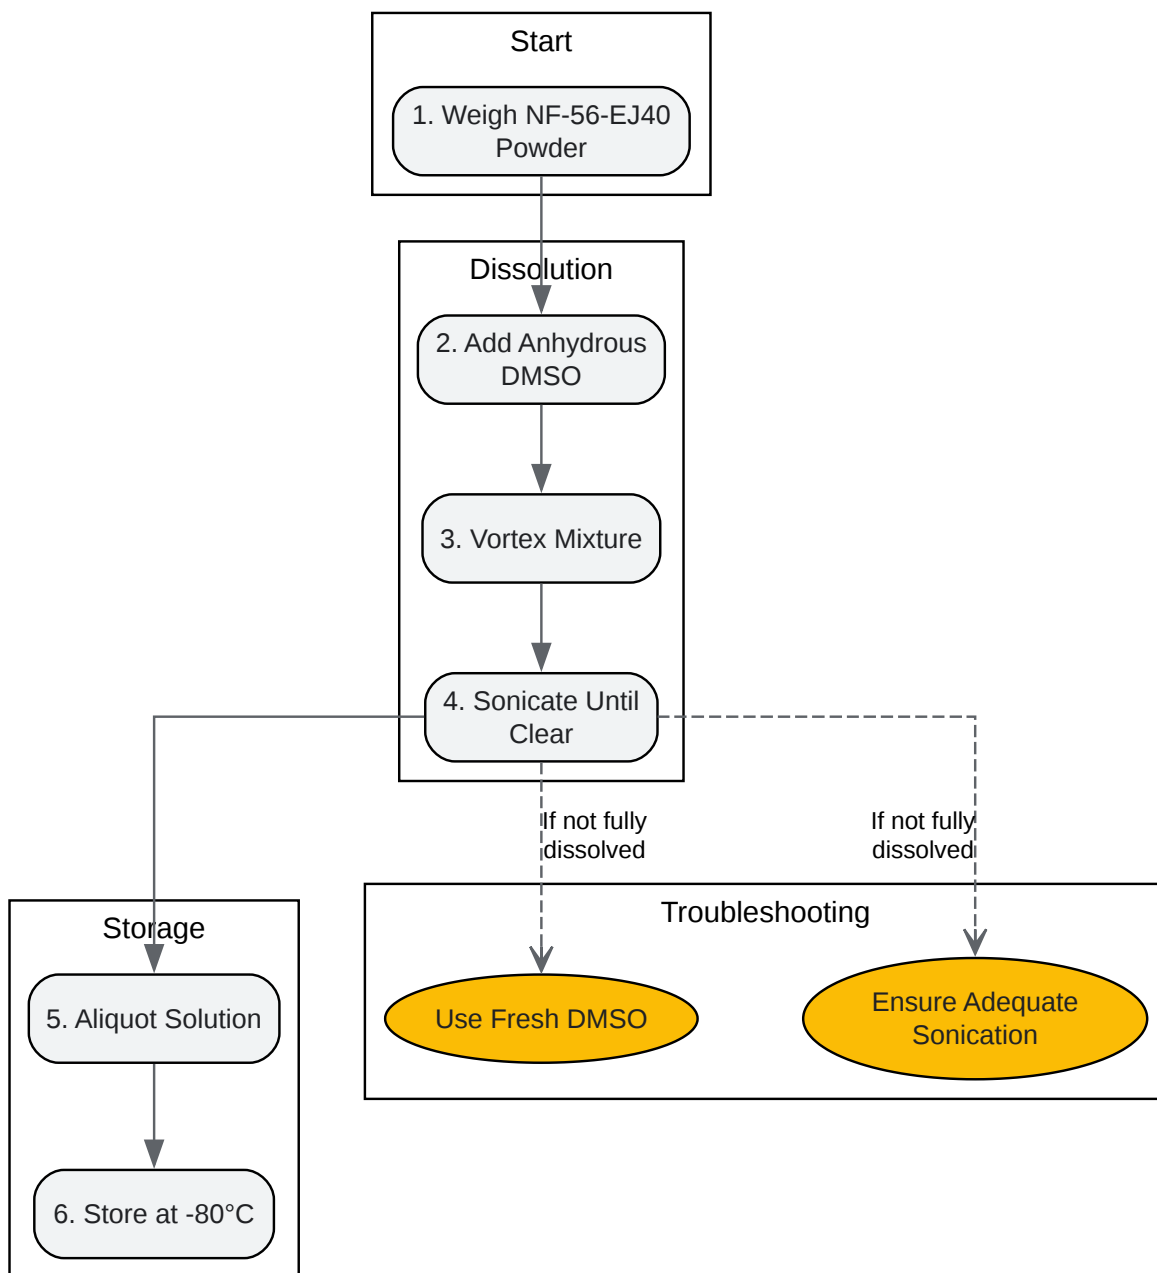 Start
1. Weigh NF-56-EJ40
Powder
Dissolution
2. Add Anhydrous
DMSO
3. Vortex Mixture
4. Sonicate Until
Clear
If not fully
dissolved
If not fully
dissolved
Storage
5. Aliquot Solution
6. Store at -80°C
Troubleshooting
Use Fresh DMSO
Ensure Adequate
Sonication